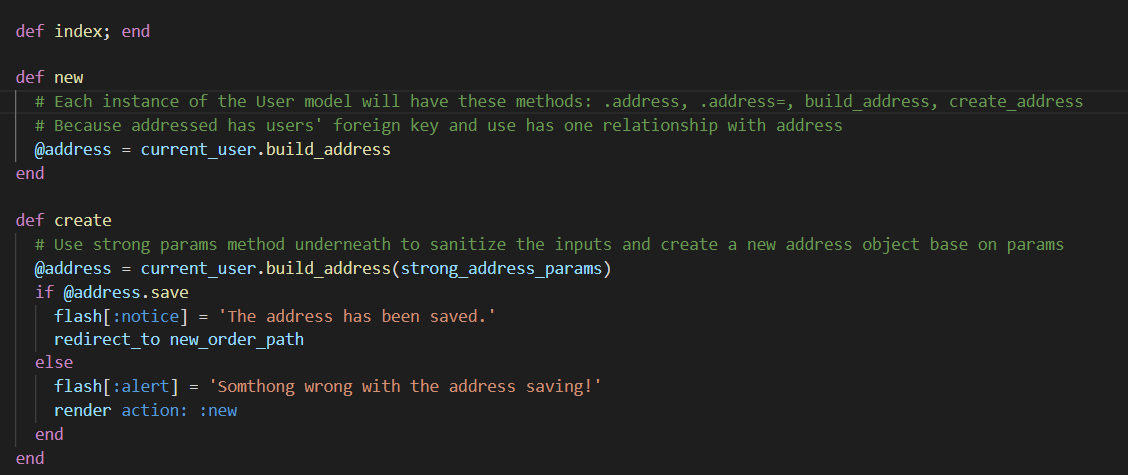 def index; end
def new
# Each instance of the User model will have these methods: .address, .address=, build_address, create_address
# Because addressed has users' foreign key and use has one relationship with address
@address = current_user.build_address
end
def create
# Use strong params method underneath to sanitize the inputs and create a new address object base on params
@address = current_user.build_address(strong_address_params)
if @address.save
flash[:notice] = 'The address has been saved.'
redirect_to new_order_path
else
flash[:alert] = 'Somthong wrong with the address saving!'
render action: :new
end
end